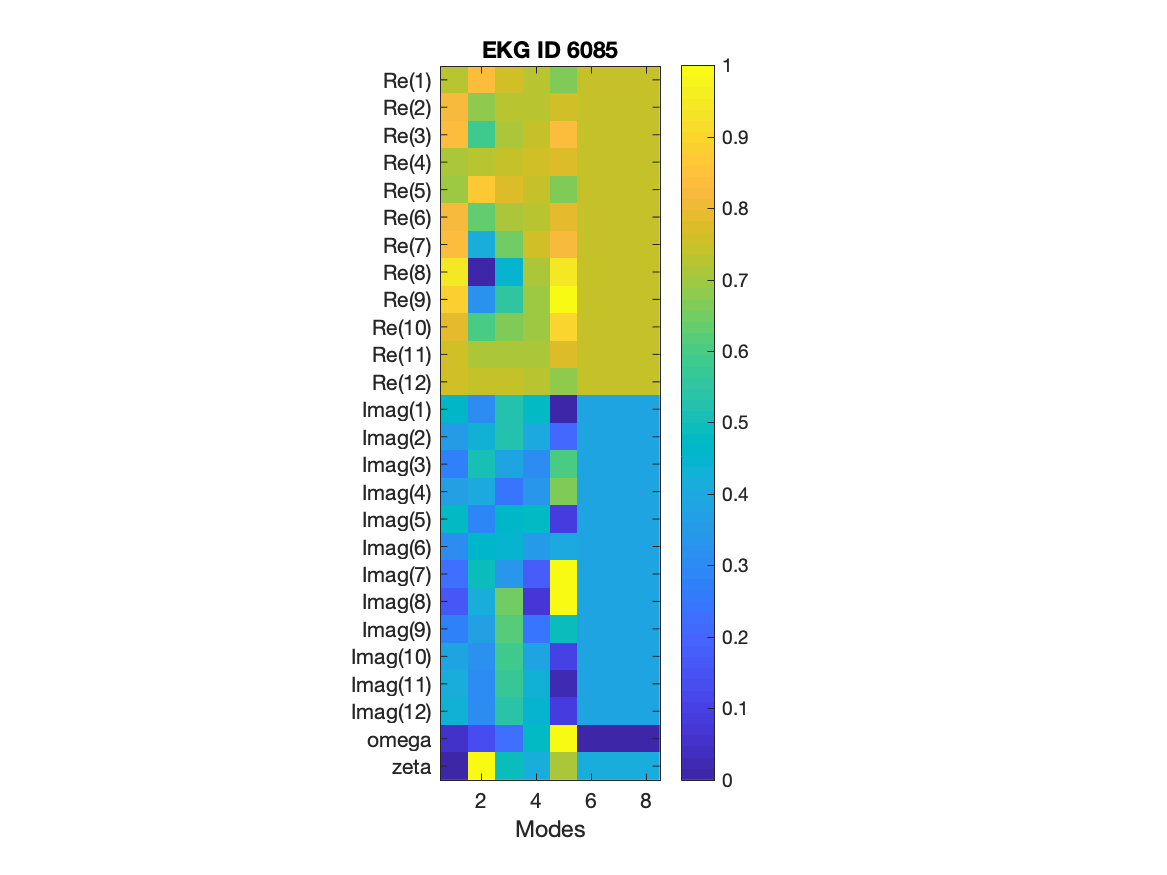 EKG ID 6085
Re(1)
Re(2)
Re(3)
Re(4)
Re(5)
Re(6)
Re(7)
Re(8)
Re(9)
Re(10)
Re(11)
Re(12)
Imag(1)
Imag(2)
Imag(3)
Imag(4)
Imag(5)
Imag(6)
Imag(7)
Imag(8)
Imag(9)
Imag(10)
Imag(11)
Imag(12)
omega
zeta
2 4 6 8
Modes
1
0.9
0.8
0.7
0.6
0.5
0.4
0.3
0.2
0.1
0